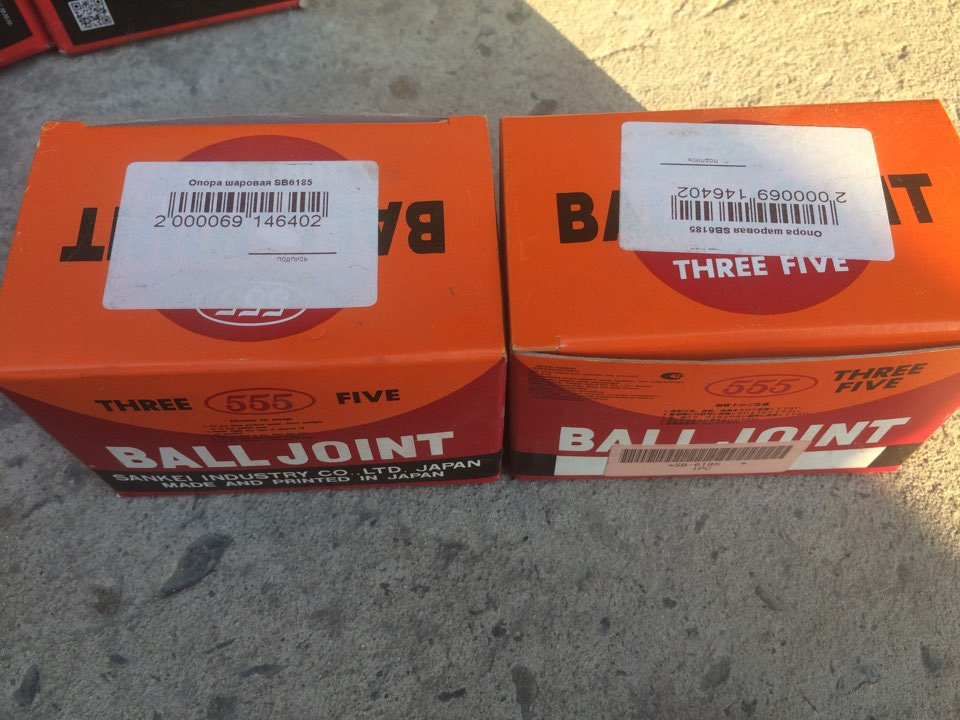 Опора шаровая SB6185
2 000069 146402
подпись
555
THREE 555 FIVE
BALL JOINT
SANKEI INDUSTRY CO., LTD. JAPAN
MADE AND PRINTED IN JAPAN
подпись
2 000069 146402
Опора шаровая SB6185
THREE FIVE
555 THREE
FIVE
BALL JOINT
*SB-6185 *
1PC